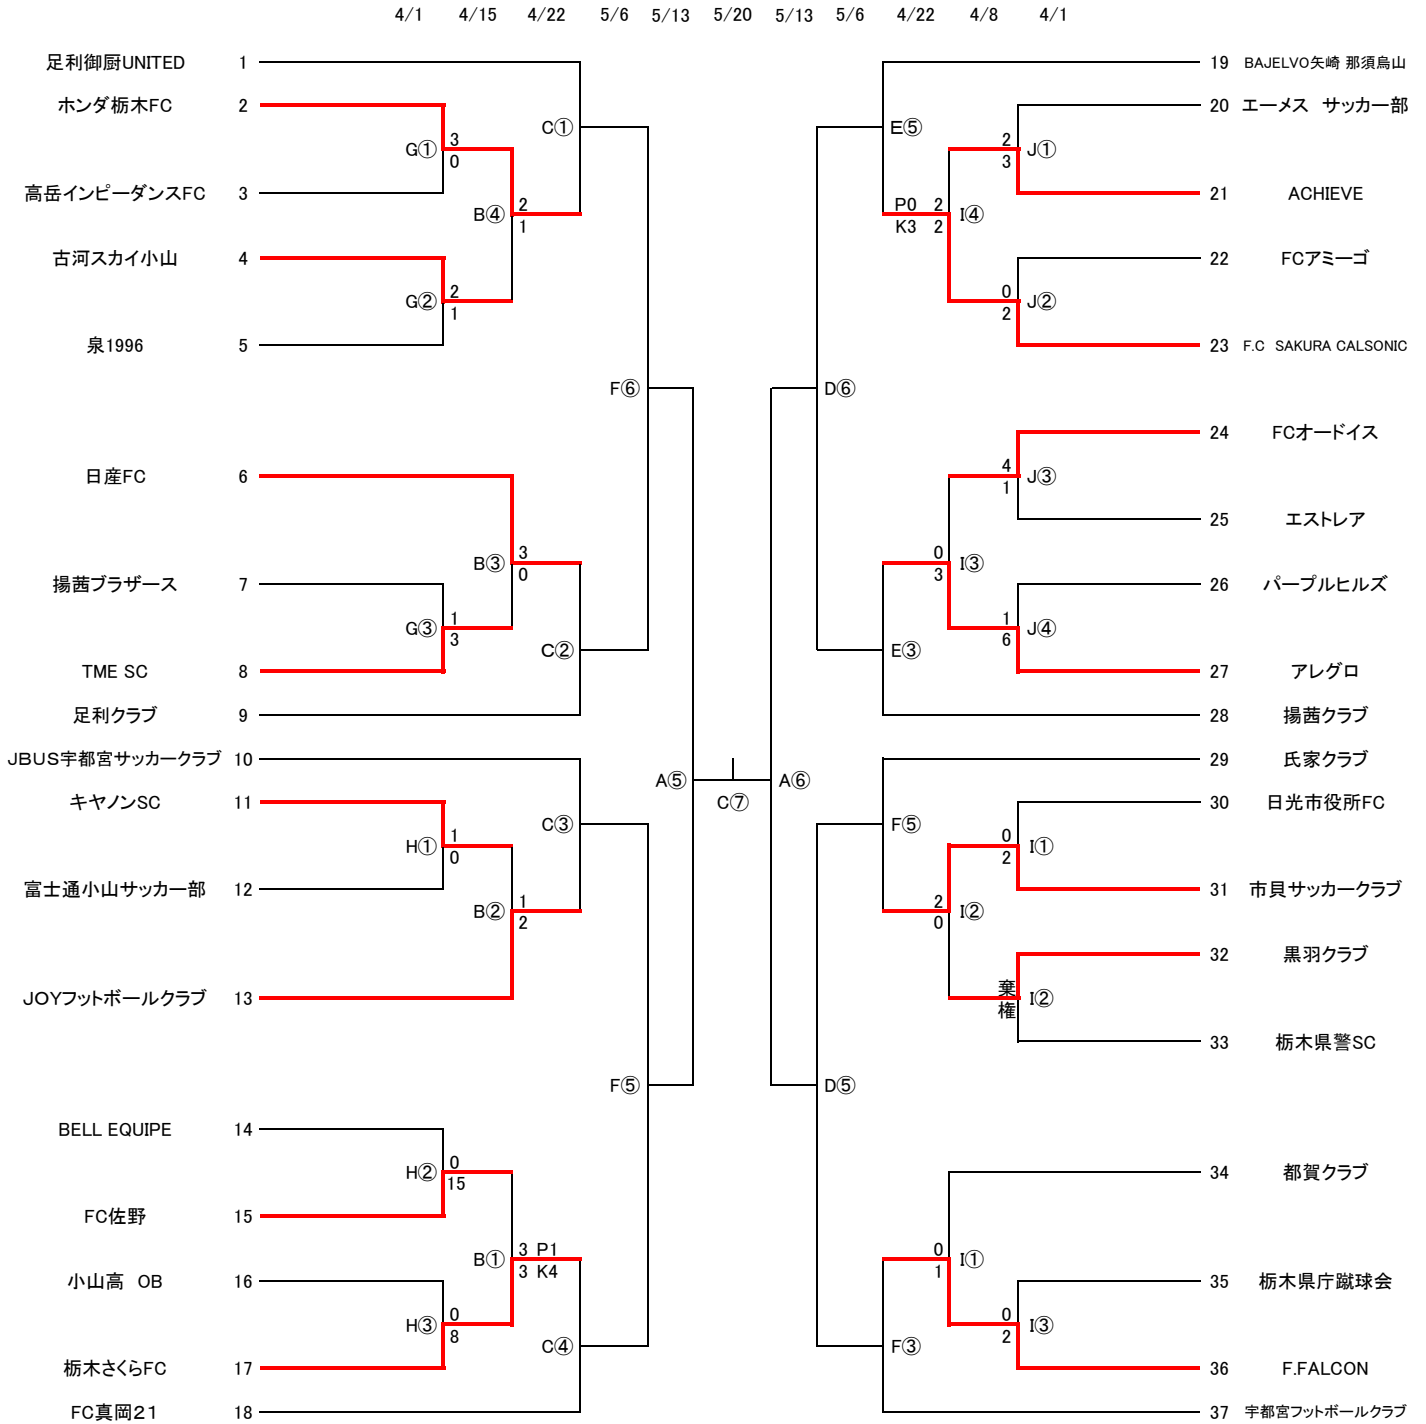 4/1 4/15 4/22 5/6 5/13 5/20 5/13 5/6 4/22 4/8 4/1
足利御厨UNITED 1
ホンダ栃木FC 2
G① 3 0
高岳インピーダンスFC 3
C①
B④ 2 1
古河スカイ小山 4
G② 2 1
泉1996 5
F⑥
日産FC 6
B③ 3 0
揚茜ブラザース 7
G③ 1 3
TME SC 8
C②
足利クラブ 9
JBUS宇都宮サッカークラブ 10
キヤノンSC 11
H① 1 0
富士通小山サッカー部 12
C③
B② 1 2
JOYフットボールクラブ 13
A⑤
C⑦
A⑥
F⑤
BELL EQUIPE 14
H② 0 15
FC佐野 15
B① 3 P1
3 K4
小山高 OB 16
H③ 0 8
栃木さくらFC 17
C④
FC真岡21 18
19 BAJELVO矢崎 那須烏山
20 エーメス サッカー部
E⑤
2 3 J①
21 ACHIEVE
P0 2 I④
K3 2
22 FCアミーゴ
0 2 J②
23 F.C SAKURA CALSONIC
D⑥
24 FCオードイス
4 1 J③
25 エストレア
0 3 I③
26 パープルヒルズ
1 6 J④
27 アレグロ
E③
28 揚茜クラブ
29 氏家クラブ
30 日光市役所FC
F⑤
0 2 I①
31 市貝サッカークラブ
2 0 I②
32 黒羽クラブ
棄権 I②
33 栃木県警SC
D⑤
34 都賀クラブ
0 1 I①
35 栃木県庁蹴球会
0 2 I③
36 F.FALCON
F③
37 宇都宮フットボールクラブ